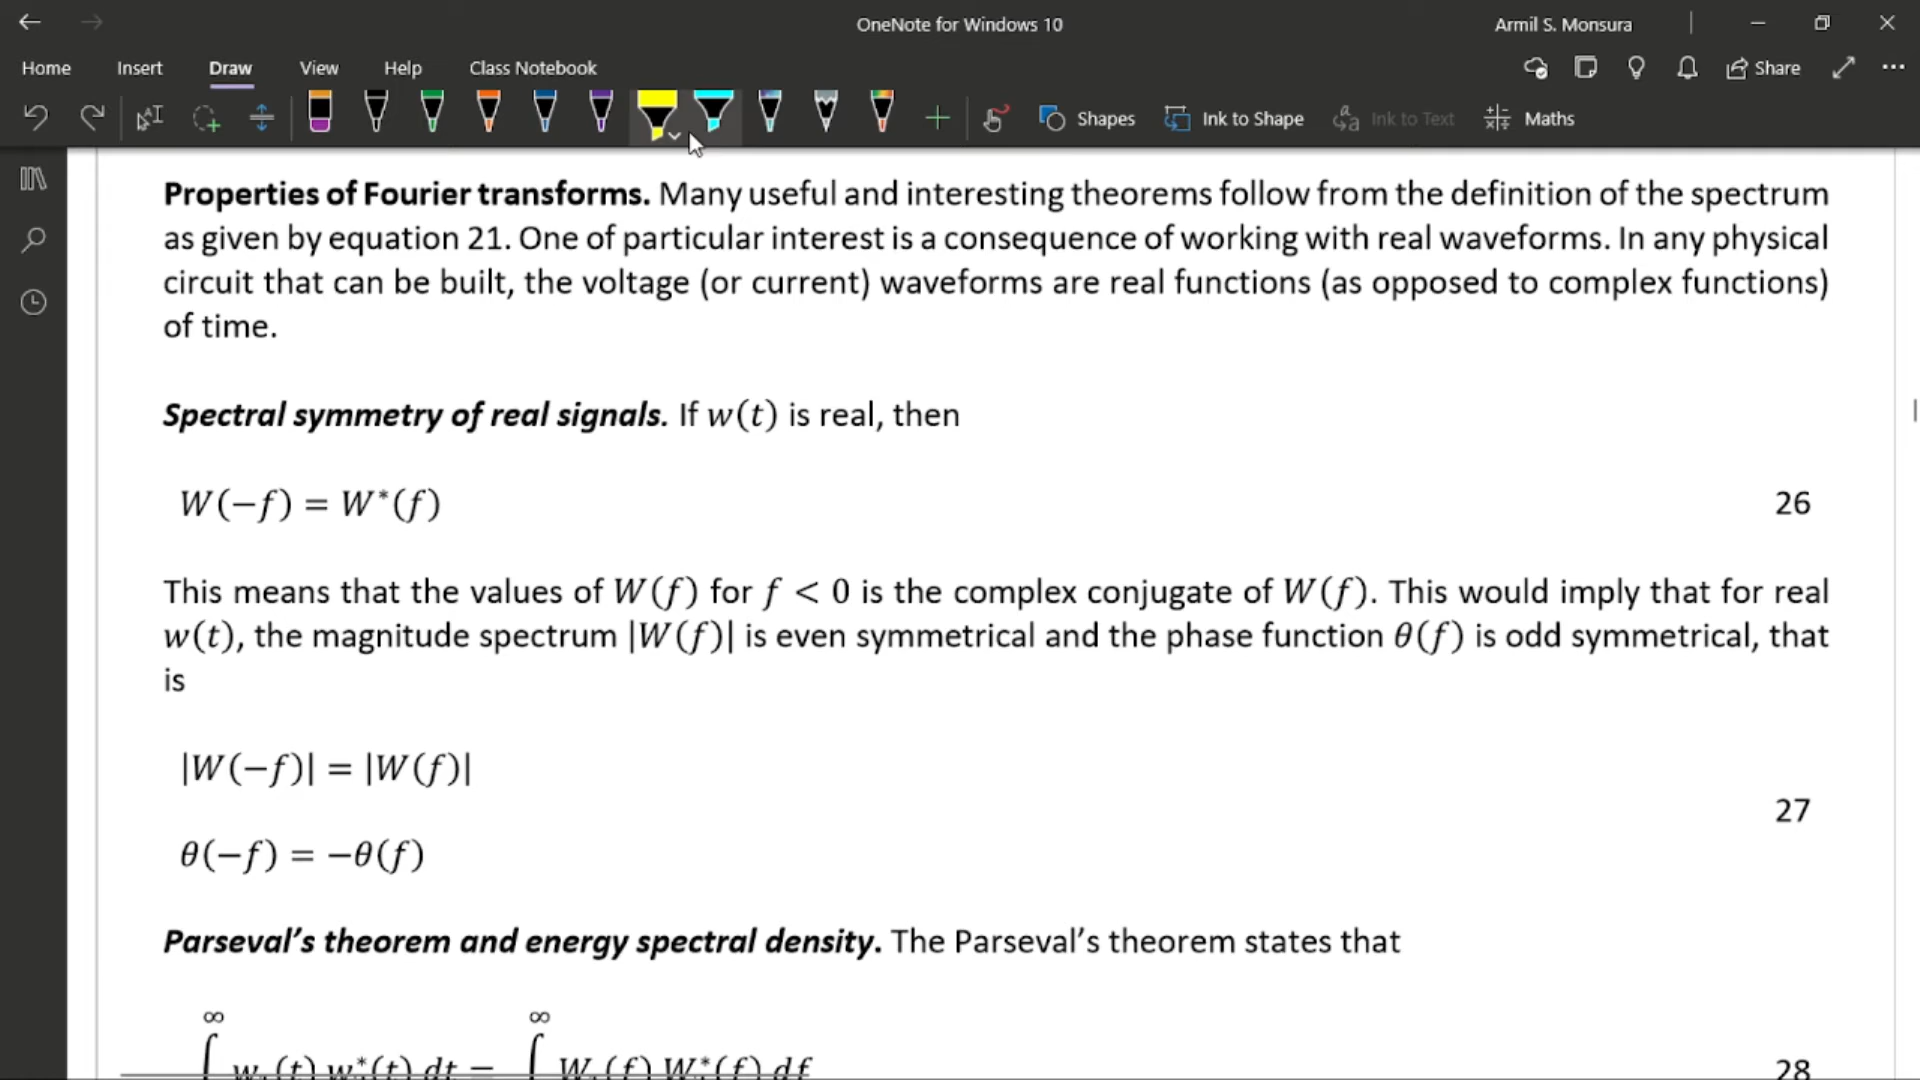 OneNote for Windows 10
Armil S. Monsura
Home Insert Draw View Help Class Notebook Share
Shapes Ink to Shape Ink to Text Maths
Properties of Fourier transforms. Many useful and interesting theorems follow from the definition of the spectrum
as given by equation 21. One of particular interest is a consequence of working with real waveforms. In any physical
circuit that can be built, the voltage (or current) waveforms are real functions (as opposed to complex functions)
of time.
Spectral symmetry of real signals. If w(t) is real, then
W(−f) = W*(f) 26
This means that the values of W(f) for f < 0 is the complex conjugate of W(f). This would imply that for real
w(t), the magnitude spectrum |W(f)| is even symmetrical and the phase function θ(f) is odd symmetrical, that
is
|W(−f)| = |W(f)|
27
θ(−f) = −θ(f)
Parseval's theorem and energy spectral density. The Parseval's theorem states that
∞ ∞
∫ w₁(t) w₂*(t) dt = ∫ W₁(f) W₂*(f) df 28